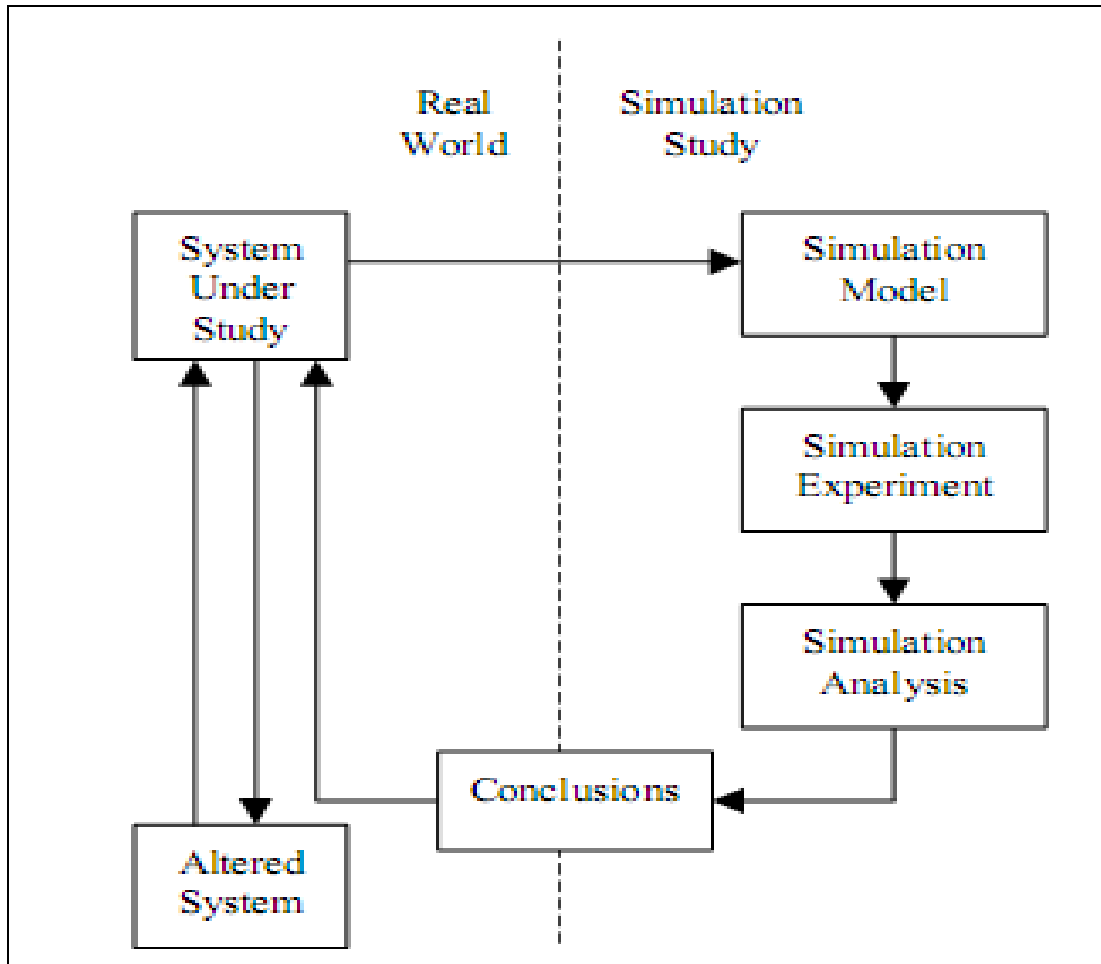 Real
World
Simulation
Study
System
Under
Study
Simulation
Model
Simulation
Experiment
Simulation
Analysis
Conclusions
Altered
System